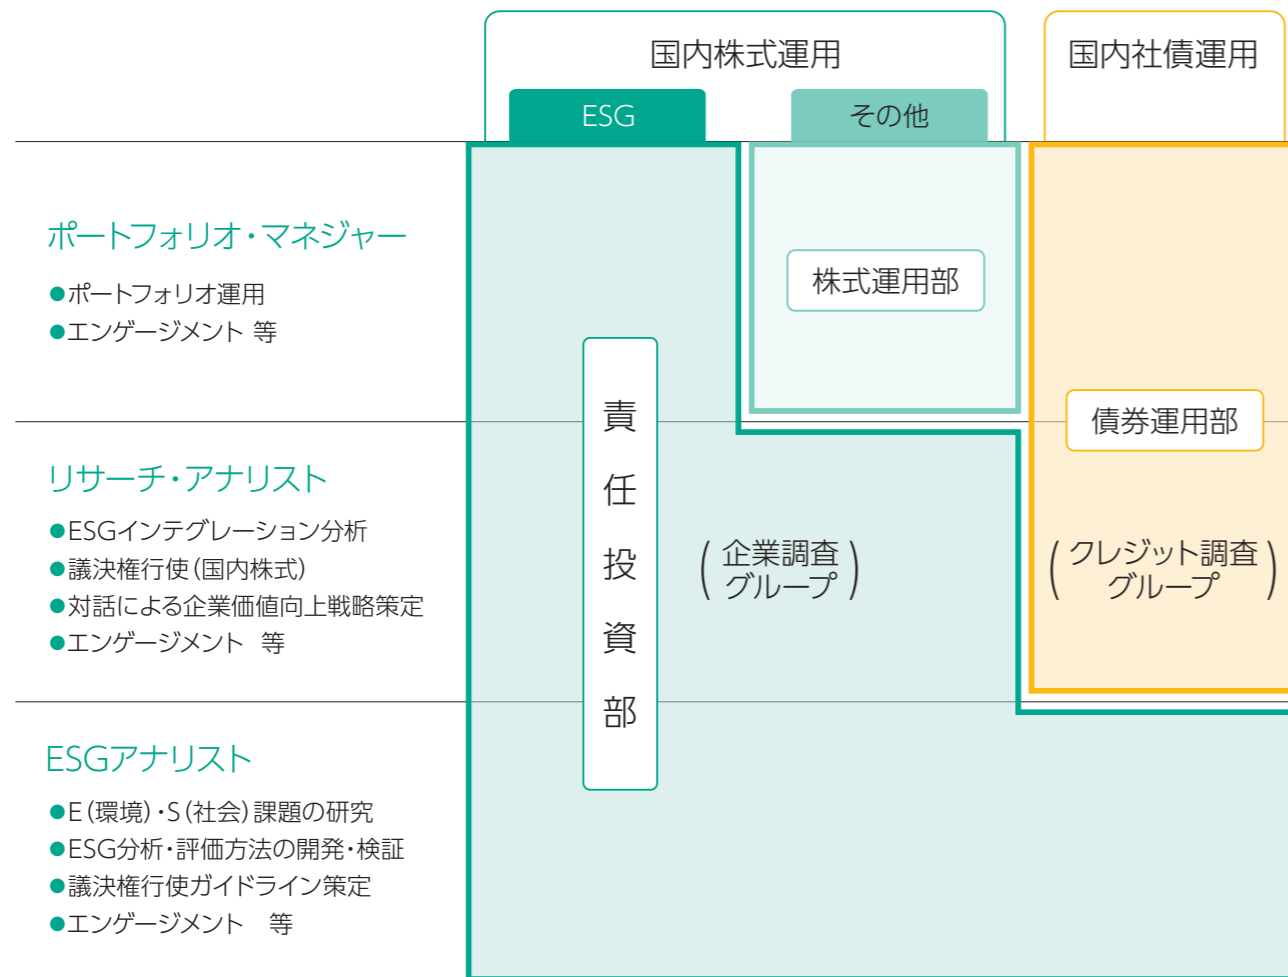 国内株式運用
国内社債運用
ESG
その他
ポートフォリオ・マネジャー
●ポートフォリオ運用
●エンゲージメント 等
株式運用部
責任投資部
債券運用部
リサーチ・アナリスト
●ESGインテグレーション分析
●議決権行使(国内株式)
●対話による企業価値向上戦略策定
●エンゲージメント 等
(企業調査
グループ)
(クレジット調査
グループ)
ESGアナリスト
●E(環境)・S(社会)課題の研究
●ESG分析・評価方法の開発・検証
●議決権行使ガイドライン策定
●エンゲージメント 等